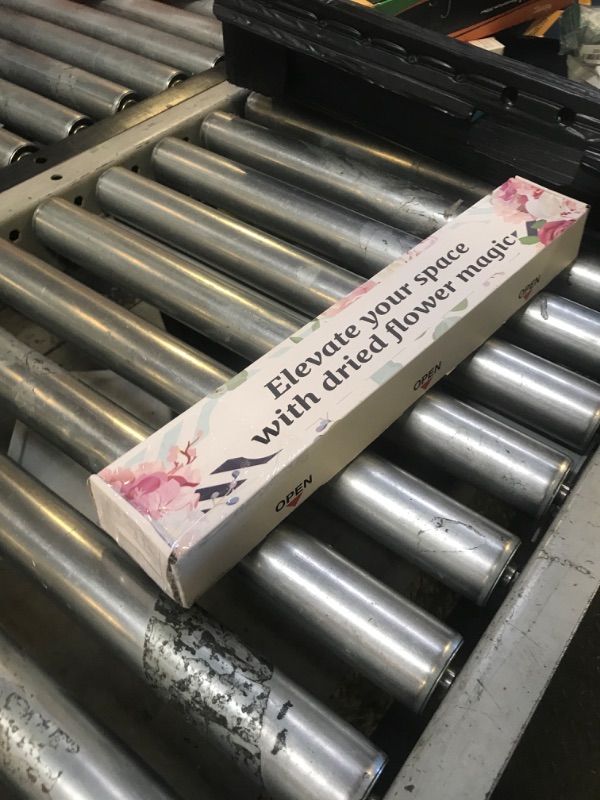 Elevate your space
with dried flower magic
OPEN
OPEN
OPEN